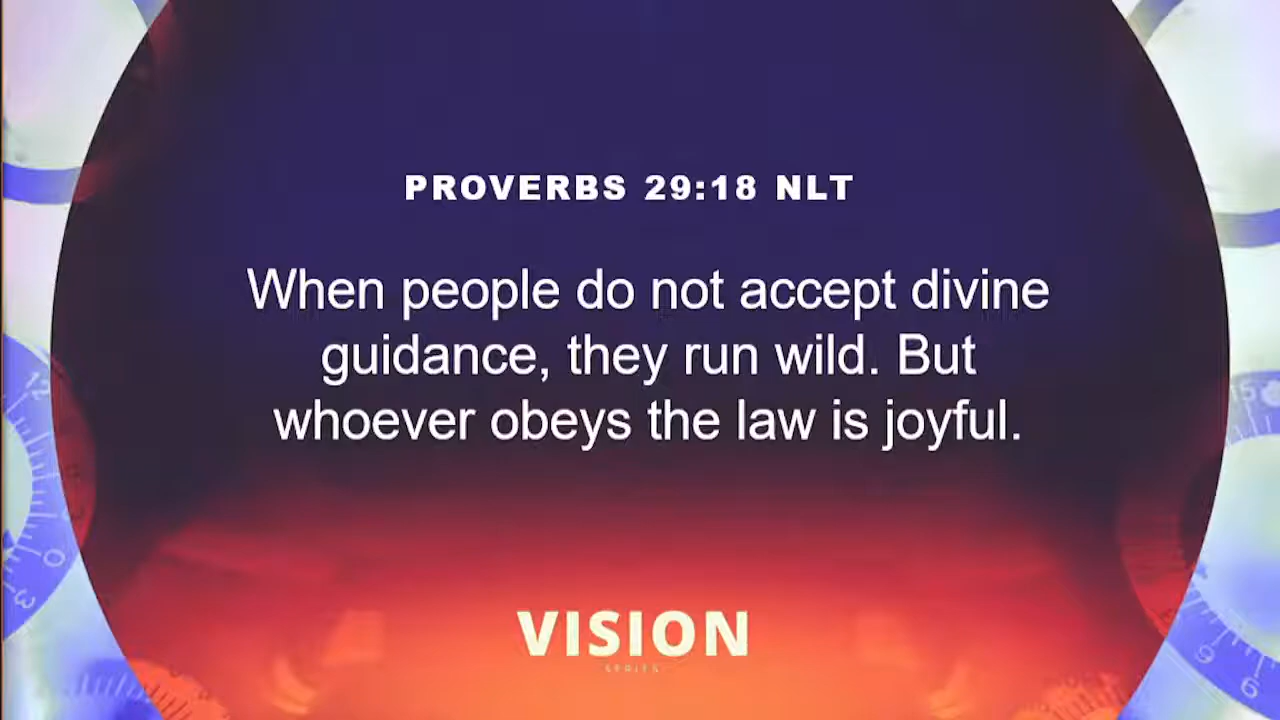 PROVERBS 29:18 NLT
When people do not accept divine
guidance, they run wild. But
whoever obeys the law is joyful.
VISION
SERIES